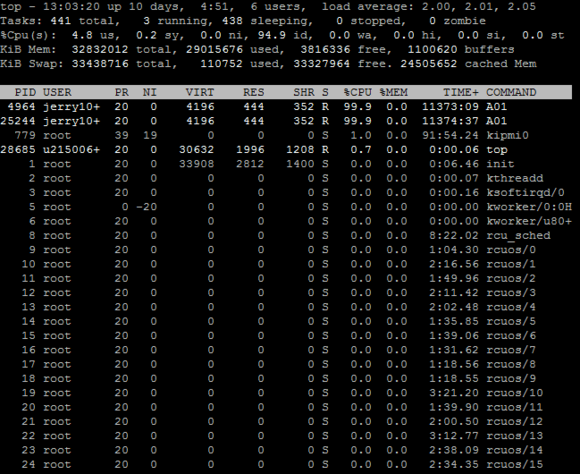 top - 13:03:20 up 10 days,  4:51,  6 users,  load average: 2.00, 2.01, 2.05
Tasks: 441 total,   3 running, 438 sleeping,   0 stopped,   0 zombie
%Cpu(s):  4.8 us,  0.2 sy,  0.0 ni, 94.9 id,  0.0 wa,  0.0 hi,  0.0 si,  0.0 st
KiB Mem:  32832012 total, 29015676 used,  3816336 free,  1100620 buffers
KiB Swap: 33438716 total,   110752 used, 33327964 free. 24505652 cached Mem
PID USER      PR  NI    VIRT    RES    SHR S  %CPU %MEM     TIME+ COMMAND
4964 jerry10+  20   0    4196    444    352 R  99.9  0.0  11373:09 A01
25244 jerry10+  20   0    4196    444    352 R  99.9  0.0  11374:37 A01
779 root      39  19       0      0      0 S   1.0  0.0  91:54.24 kipmi0
28685 u215006+  20   0   30632   1996   1208 R   0.7  0.0   0:00.06 top
1 root      20   0   33908   2812   1400 S   0.0  0.0   0:06.46 init
2 root      20   0       0      0      0 S   0.0  0.0   0:00.07 kthreadd
3 root      20   0       0      0      0 S   0.0  0.0   0:00.16 ksoftirqd/0
5 root       0 -20       0      0      0 S   0.0  0.0   0:00.00 kworker/0:0H
6 root      20   0       0      0      0 S   0.0  0.0   0:00.00 kworker/u80+
8 root      20   0       0      0      0 S   0.0  0.0   8:22.02 rcu_sched
9 root      20   0       0      0      0 S   0.0  0.0   1:04.30 rcuos/0
10 root      20   0       0      0      0 S   0.0  0.0   2:16.56 rcuos/1
11 root      20   0       0      0      0 S   0.0  0.0   1:49.96 rcuos/2
12 root      20   0       0      0      0 S   0.0  0.0   2:11.42 rcuos/3
13 root      20   0       0      0      0 S   0.0  0.0   2:02.48 rcuos/4
14 root      20   0       0      0      0 S   0.0  0.0   1:35.85 rcuos/5
15 root      20   0       0      0      0 S   0.0  0.0   1:39.06 rcuos/6
16 root      20   0       0      0      0 S   0.0  0.0   1:31.62 rcuos/7
17 root      20   0       0      0      0 S   0.0  0.0   1:18.56 rcuos/8
18 root      20   0       0      0      0 S   0.0  0.0   1:18.55 rcuos/9
19 root      20   0       0      0      0 S   0.0  0.0   3:21.20 rcuos/10
20 root      20   0       0      0      0 S   0.0  0.0   1:39.90 rcuos/11
21 root      20   0       0      0      0 S   0.0  0.0   2:00.50 rcuos/12
22 root      20   0       0      0      0 S   0.0  0.0   3:12.77 rcuos/13
23 root      20   0       0      0      0 S   0.0  0.0   2:38.09 rcuos/14
24 root      20   0       0      0      0 S   0.0  0.0   2:34.35 rcuos/15